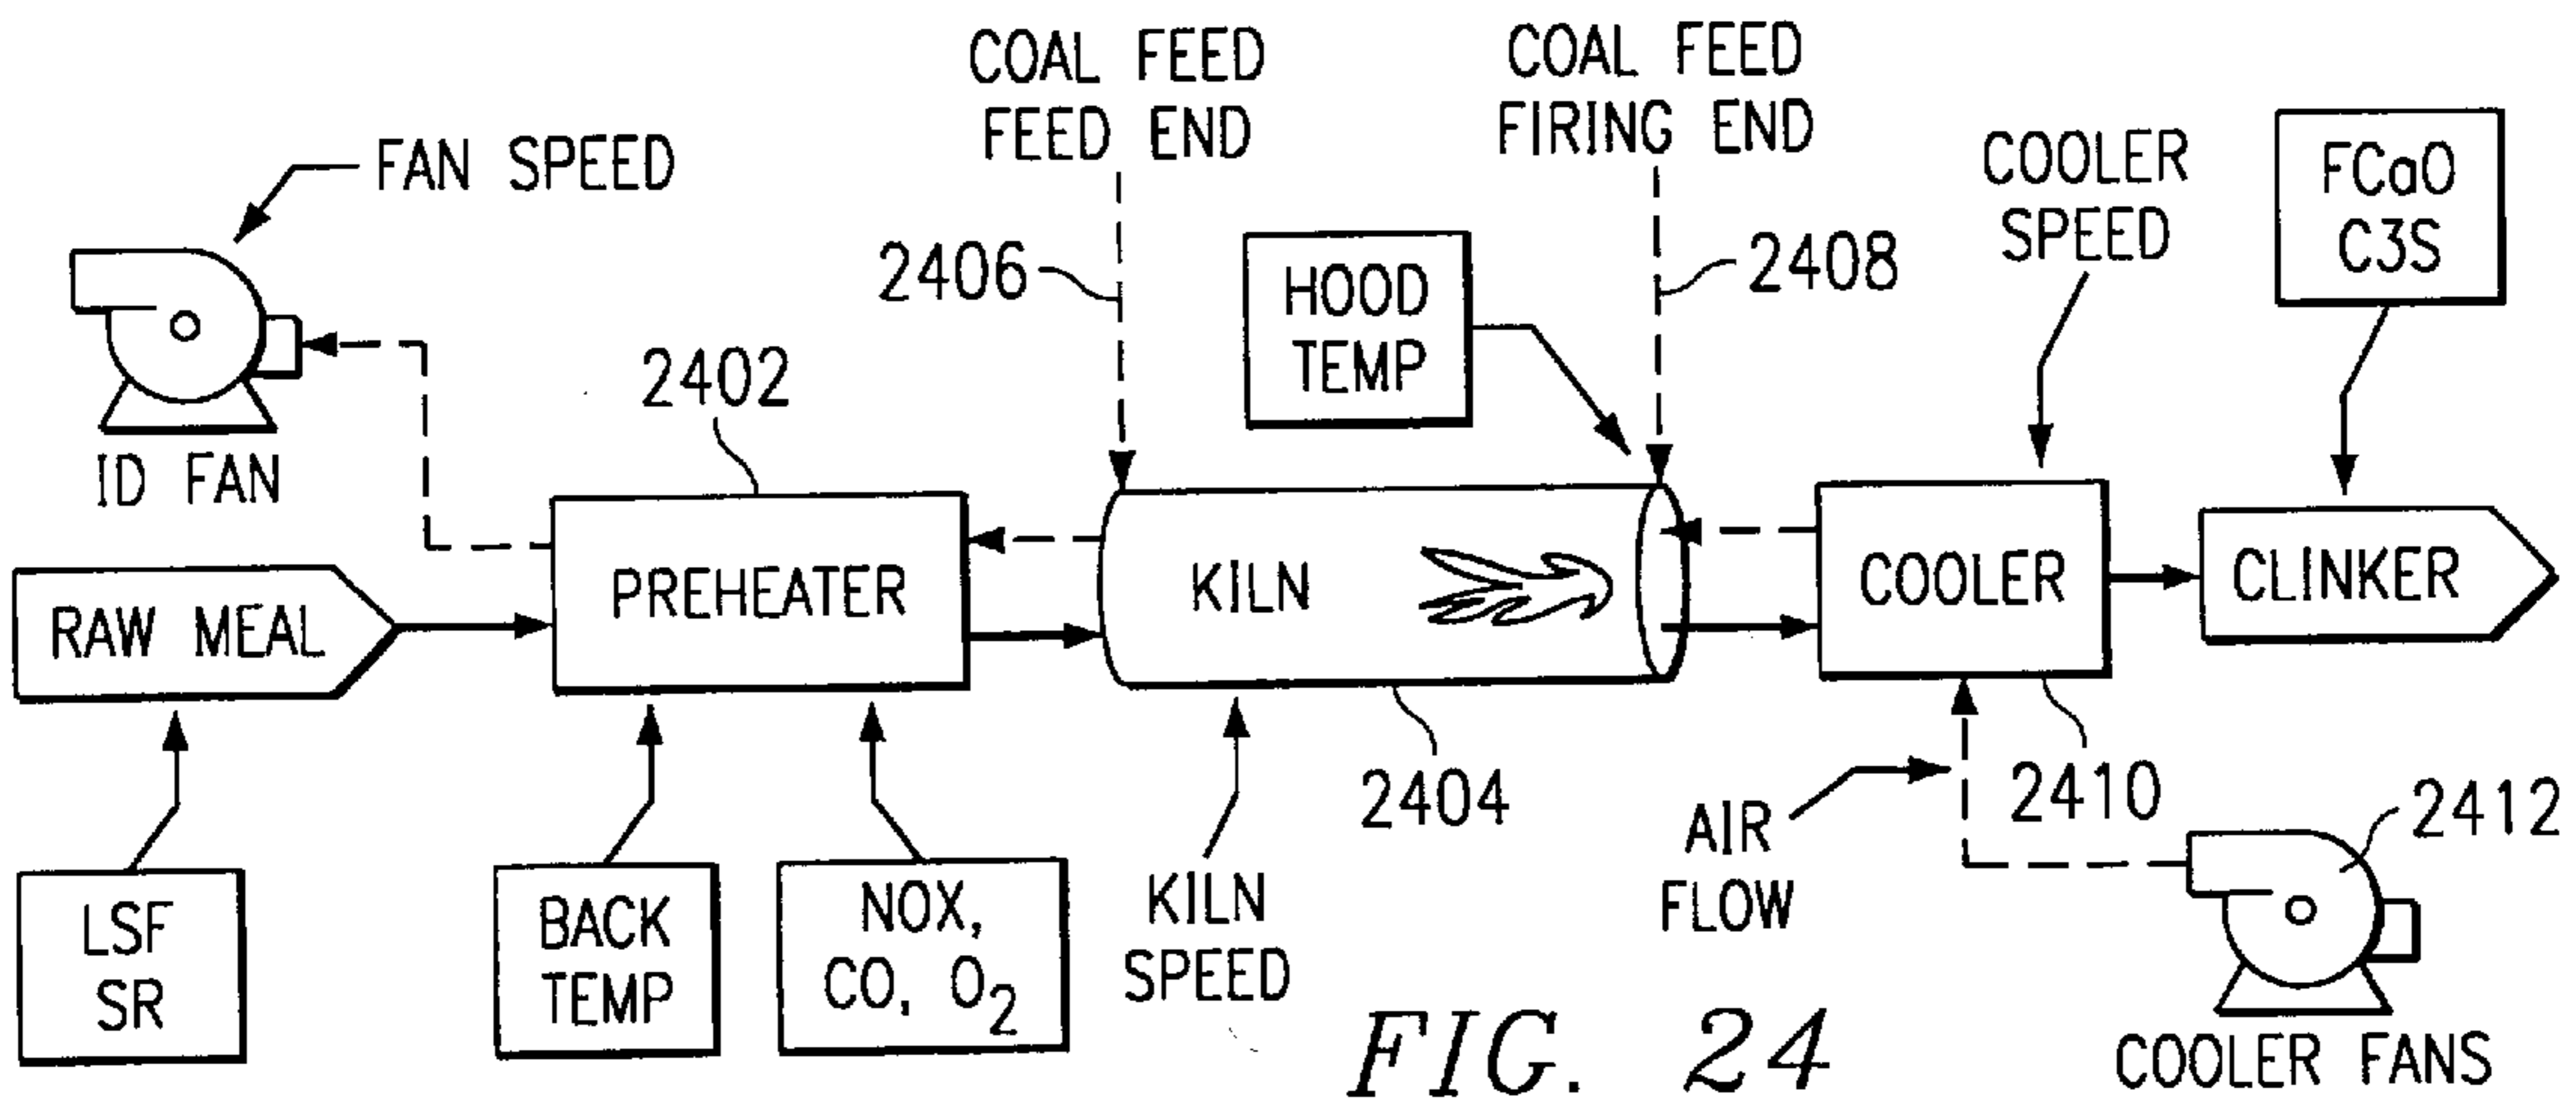 COAL FEED
FEED END
COAL FEED
FIRING END
FAN SPEED
COOLER
SPEED
FCaO
C3S
2406
HOOD
TEMP
2408
2402
ID FAN
RAW MEAL
PREHEATER
KILN
COOLER
CLINKER
LSF
SR
BACK
TEMP
NOX,
CO, O2
KILN
SPEED
2404
AIR
FLOW
2410
2412
COOLER FANS
FIG. 24